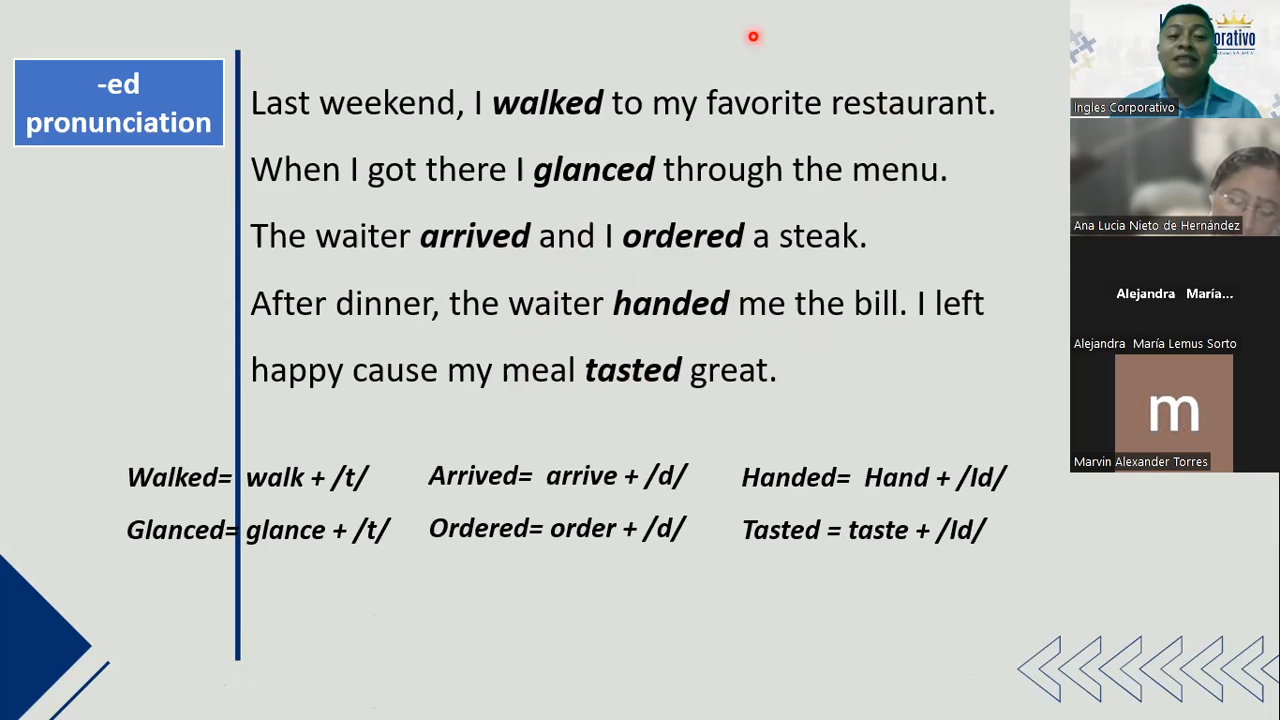 -ed
pronunciation
Last weekend, I walked to my favorite restaurant.
When I got there I glanced through the menu.
The waiter arrived and I ordered a steak.
After dinner, the waiter handed me the bill. I left
happy cause my meal tasted great.
Walked= walk + /t/
Glanced= glance + /t/
Arrived= arrive + /d/
Ordered= order + /d/
Handed= Hand + /Id/
Tasted = taste + /Id/
Ingles Corporativo
Ana Lucia Nieto de Hernández
Alejandra María...
Alejandra María Lemus Sorto
m
Marvin Alexander Torres